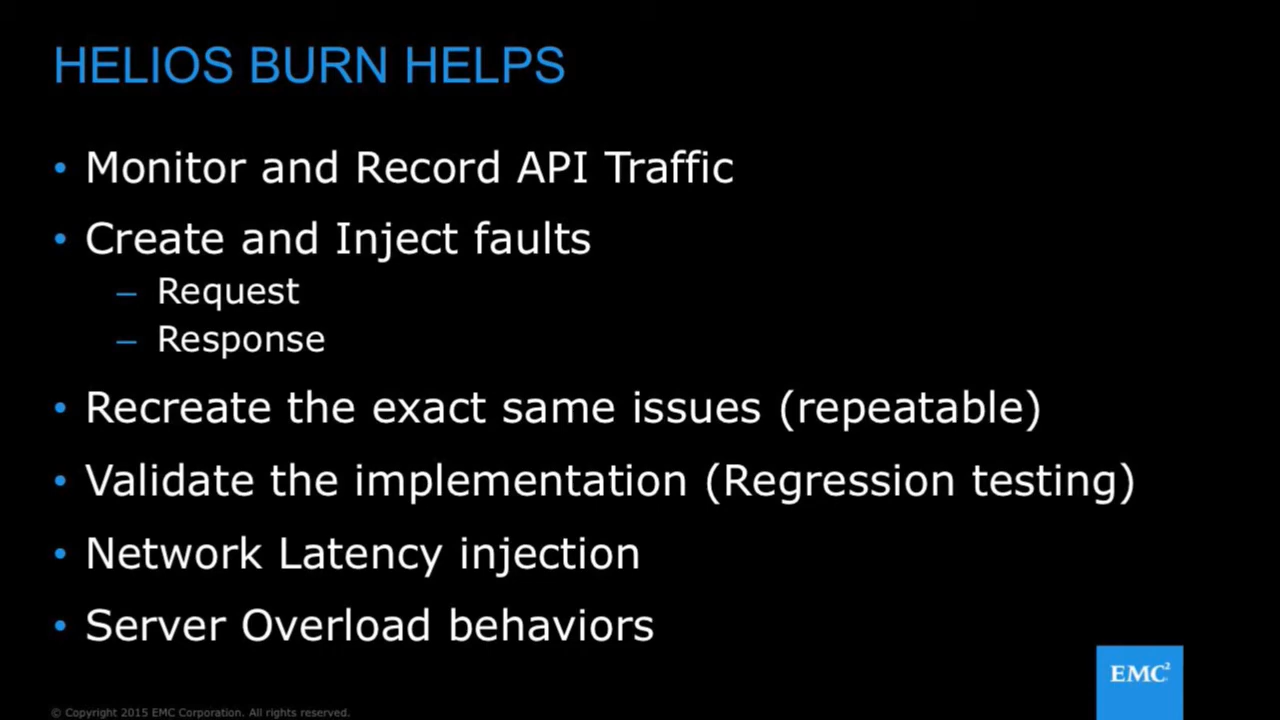 HELIOS BURN HELPS
• Monitor and Record API Traffic
• Create and Inject faults
– Request
– Response
• Recreate the exact same issues (repeatable)
• Validate the implementation (Regression testing)
• Network Latency injection
• Server Overload behaviors
EMC²
© Copyright 2015 EMC Corporation. All rights reserved.